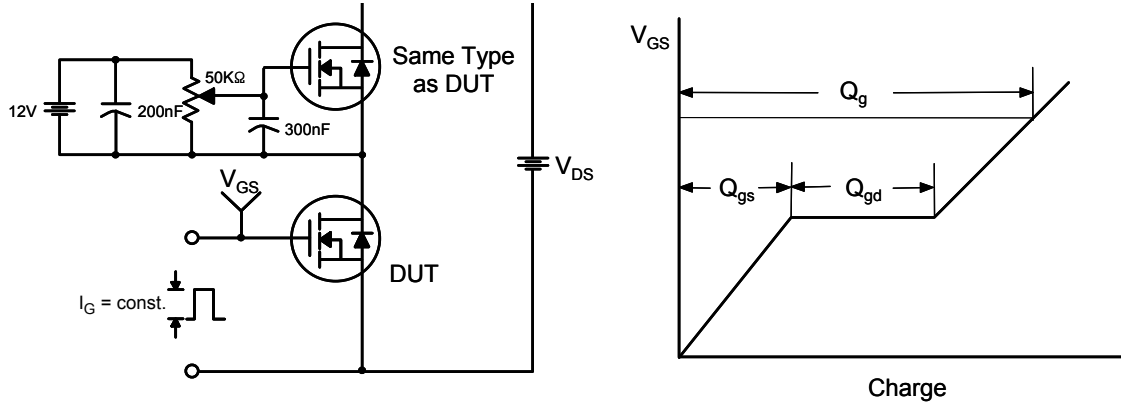 Same Type
as DUT
50KΩ
12V
200nF
300nF
V_GS
V_DS
DUT
I_G = const.
V_GS
Q_g
Q_gs
Q_gd
Charge